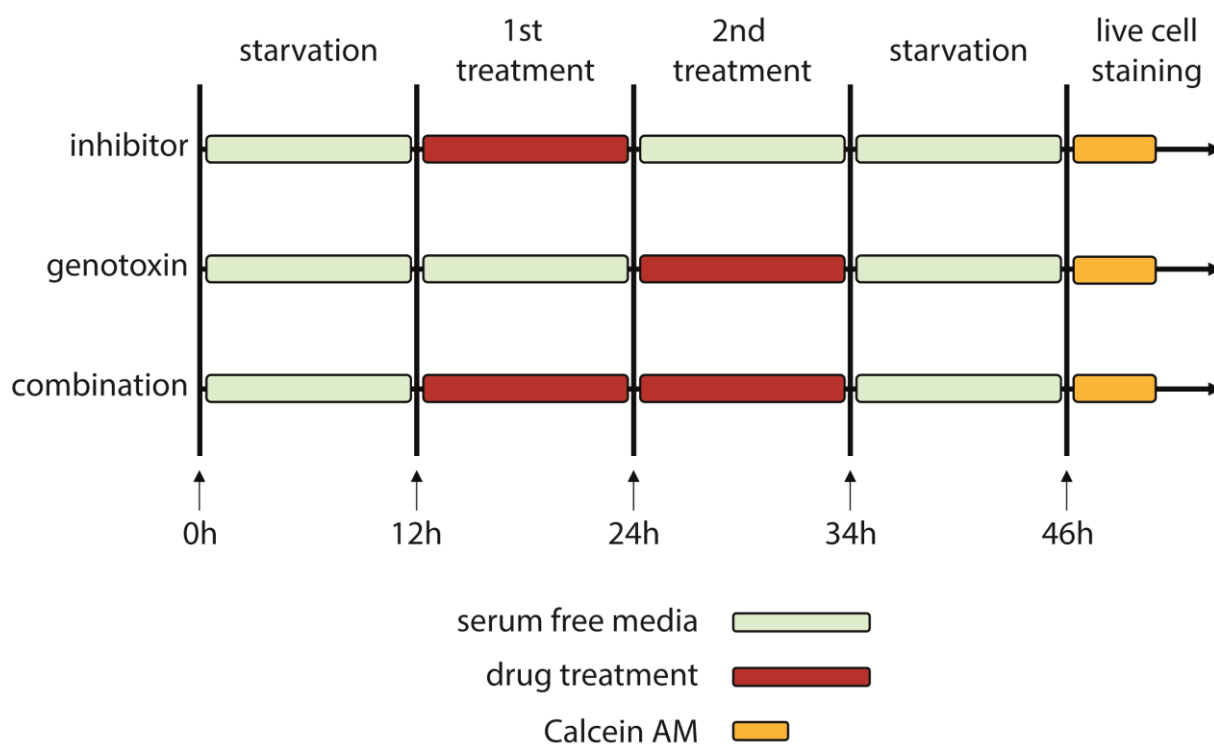 starvation
1st
treatment
2nd
treatment
starvation
live cell
staining
inhibitor
genotoxin
combination
0h
12h
24h
34h
46h
serum free media
drug treatment
Calcein AM